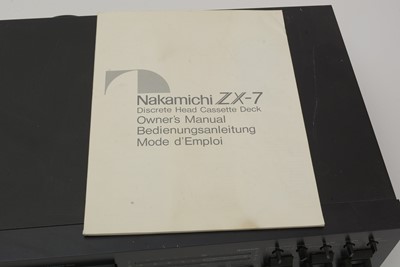 Nakamichi ZX-7
Discrete Head Cassette Deck
Owner's Manual
Bedienungsanleitung
Mode d'Emploi